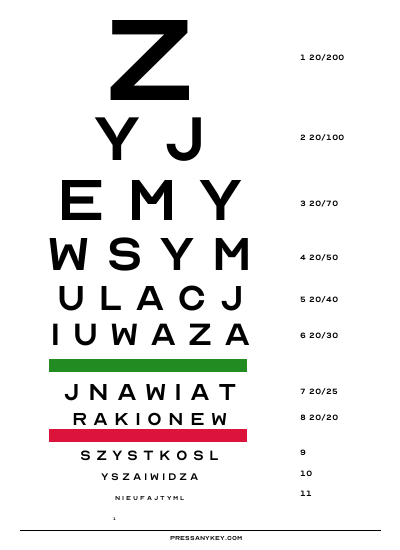 Z 1 20/200
Y J 2 20/100
E M Y 3 20/70
W S Y M 4 20/50
U L A C J 5 20/40
I U W A Z A 6 20/30
J N A W I A T 7 20/25
R A K I O N E W 8 20/20
S Z Y S T K O S L 9
Y S Z A I W I D Z A 10
N I E U F A J T Y M L 11
1
PRESSANYKEY.COM